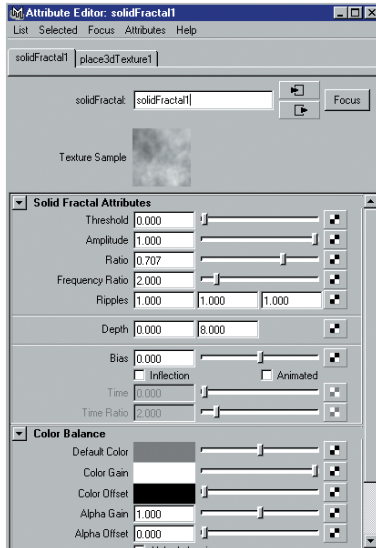 Attribute Editor: solidFractal1
List Selected Focus Attributes Help
solidFractal1 place3dTexture1
solidFractal: solidFractal1 Focus
Texture Sample
Solid Fractal Attributes
Threshold 0.000
Amplitude 1.000
Ratio 0.707
Frequency Ratio 2.000
Ripples 1.000 1.000 1.000
Depth 0.000 8.000
Bias 0.000
Inflection Animated
Time 0.000
Time Ratio 2.000
Color Balance
Default Color
Color Gain
Color Offset
Alpha Gain 1.000
Alpha Offset 0.000